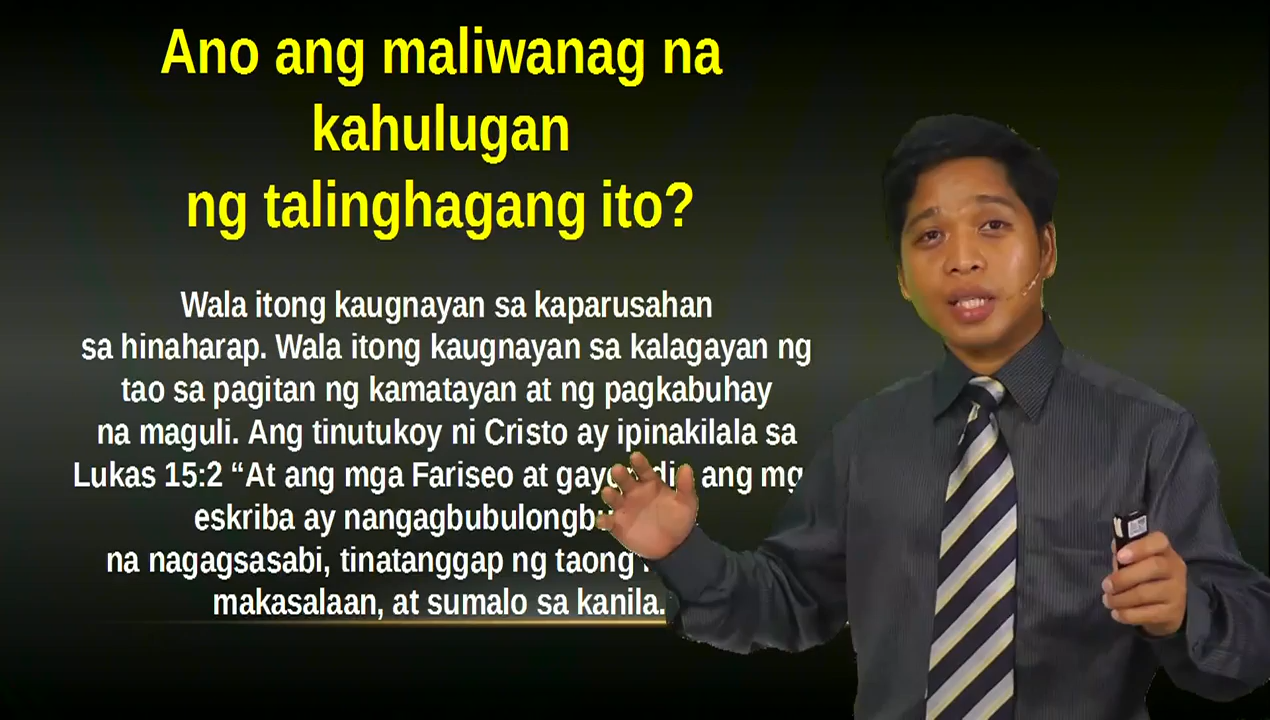 Ano ang maliwanag na
kahulugan
ng talinghagang ito?
Wala itong kaugnayan sa kaparusahan
sa hinaharap. Wala itong kaugnayan sa kalagayan ng
tao sa pagitan ng kamatayan at ng pagkabuhay
na maguli. Ang tinutukoy ni Cristo ay ipinakilala sa
Lukas 15:2 “At ang mga Fariseo at ang
eskriba ay
na nagagsasabi, tinatanggap ng taong
makasalaan, at sumalo sa kanila.